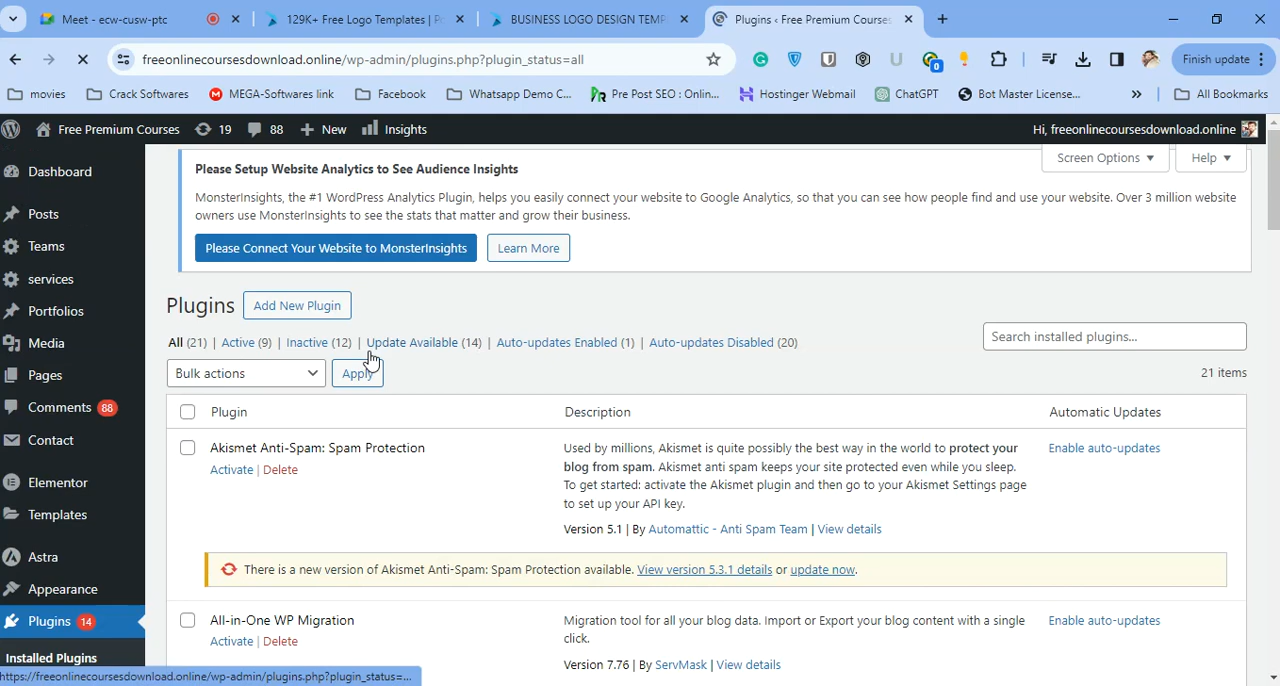 Meet - ecw-cusw-ptc
129K+ Free Logo Templates | P
BUSINESS LOGO DESIGN TEMP
Plugins ‹ Free Premium Courses
freeonlinecoursesdownload.online/wp-admin/plugins.php?plugin_status=all
0
Finish update
movies
Crack Softwares
MEGA-Softwares link
Facebook
Whatsapp Demo C...
Pre Post SEO : Onlin...
Hostinger Webmail
ChatGPT
Bot Master License...
»
All Bookmarks
Free Premium Courses
19
88
New
Insights
Hi, freeonlinecoursesdownload.online
Dashboard
Posts
Teams
services
Portfolios
Media
Pages
Comments 88
Contact
Elementor
Templates
Astra
Appearance
Plugins 14
Installed Plugins
Please Setup Website Analytics to See Audience Insights
Screen Options
Help
MonsterInsights, the #1 WordPress Analytics Plugin, helps you easily connect your website to Google Analytics, so that you can see how people find and use your website. Over 3 million website
owners use MonsterInsights to see the stats that matter and grow their business.
Please Connect Your Website to MonsterInsights
Learn More
Plugins
Add New Plugin
All (21) | Active (9) | Inactive (12) | Update Available (14) | Auto-updates Enabled (1) | Auto-updates Disabled (20)
Search installed plugins...
Bulk actions
Apply
21 items
Plugin
Description
Automatic Updates
Akismet Anti-Spam: Spam Protection
Activate | Delete
Used by millions, Akismet is quite possibly the best way in the world to protect your
blog from spam. Akismet anti spam keeps your site protected even while you sleep.
To get started: activate the Akismet plugin and then go to your Akismet Settings page
to set up your API key.
Version 5.1 | By Automattic - Anti Spam Team | View details
Enable auto-updates
There is a new version of Akismet Anti-Spam: Spam Protection available. View version 5.3.1 details or update now.
All-in-One WP Migration
Activate | Delete
Migration tool for all your blog data. Import or Export your blog content with a single
click.
Version 7.76 | By ServMask | View details
Enable auto-updates
https://freeonlinecoursesdownload.online/wp-admin/plugins.php?plugin_status=...